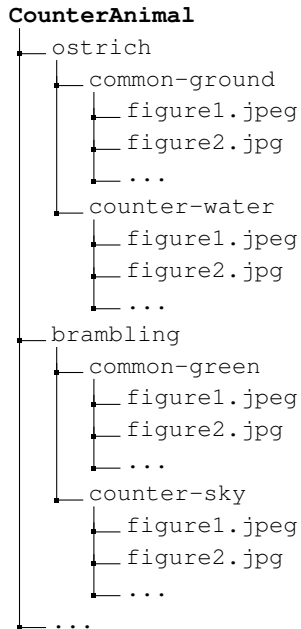 CounterAnimal
ostrich
common-ground
figure1.jpeg
figure2.jpg
...
counter-water
figure1.jpeg
figure2.jpg
...
brambling
common-green
figure1.jpeg
figure2.jpg
...
counter-sky
figure1.jpeg
figure2.jpg
...
...